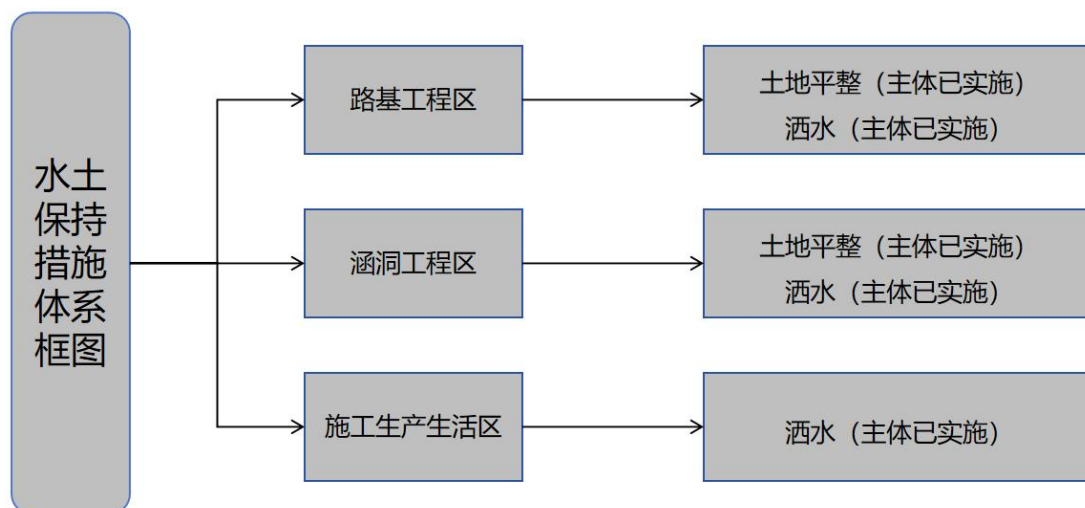 水土
保持
措施
体系
框图
路基工程区
土地平整（主体已实施）
洒水（主体已实施）
涵洞工程区
土地平整（主体已实施）
洒水（主体已实施）
施工生产生活区
洒水（主体已实施）